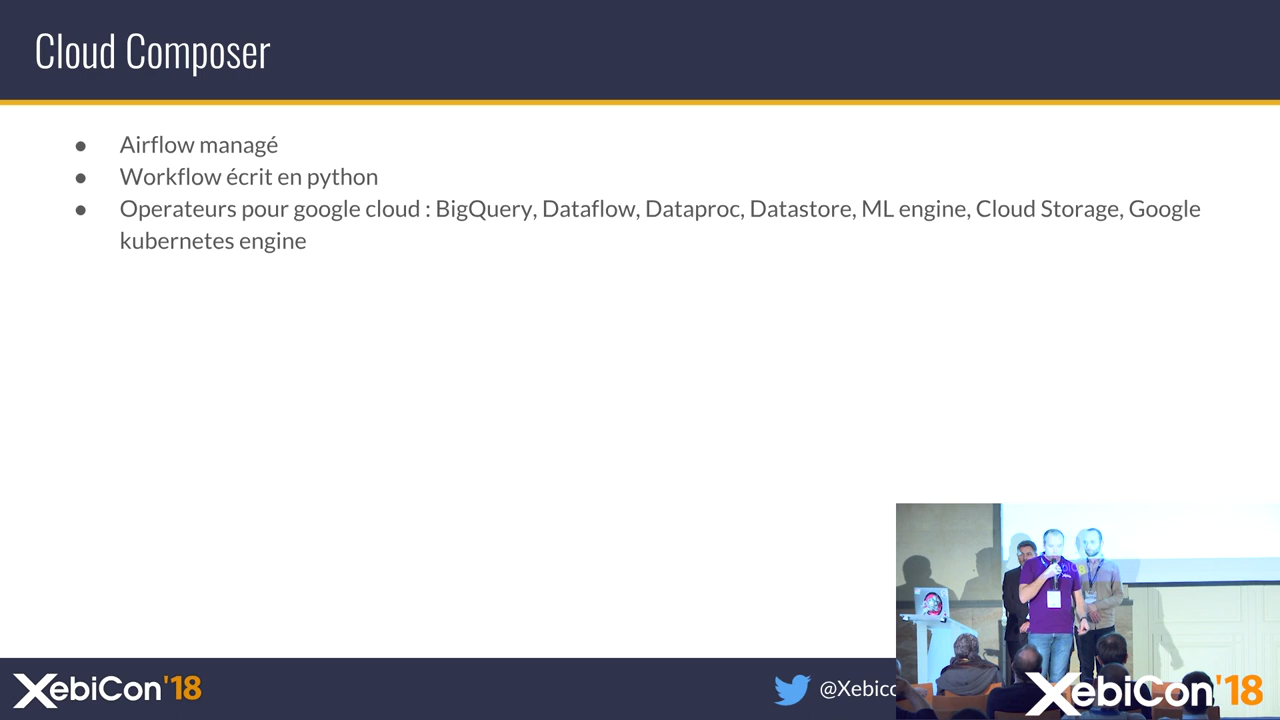 Cloud Composer
● Airflow managé
● Workflow écrit en python
● Operateurs pour google cloud : BigQuery, Dataflow, Dataproc, Datastore, ML engine, Cloud Storage, Google
kubernetes engine
XebiCon'18
@Xebico
XebiCon'18